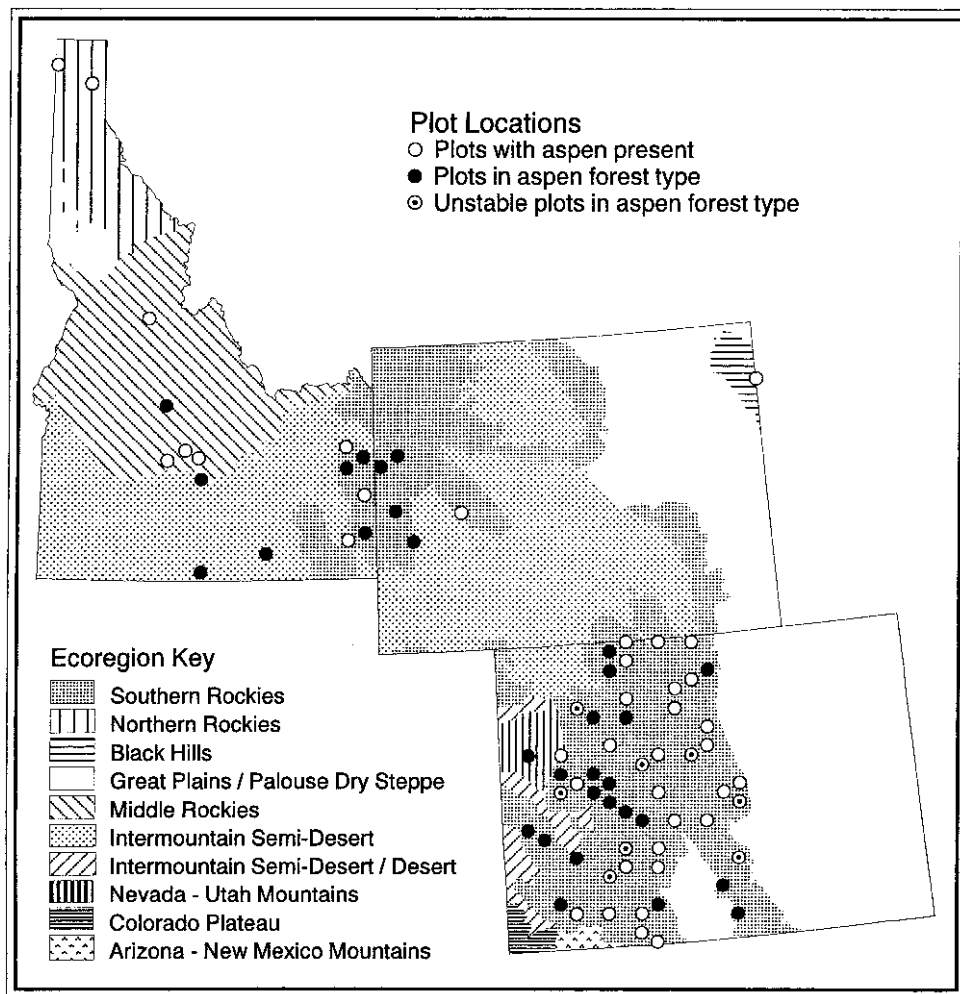 Plot Locations
Plots with aspen present
Plots in aspen forest type
Unstable plots in aspen forest type
Ecoregion Key
Southern Rockies
Northern Rockies
Black Hills
Great Plains / Palouse Dry Steppe
Middle Rockies
Intermountain Semi-Desert
Intermountain Semi-Desert / Desert
Nevada - Utah Mountains
Colorado Plateau
Arizona - New Mexico Mountains